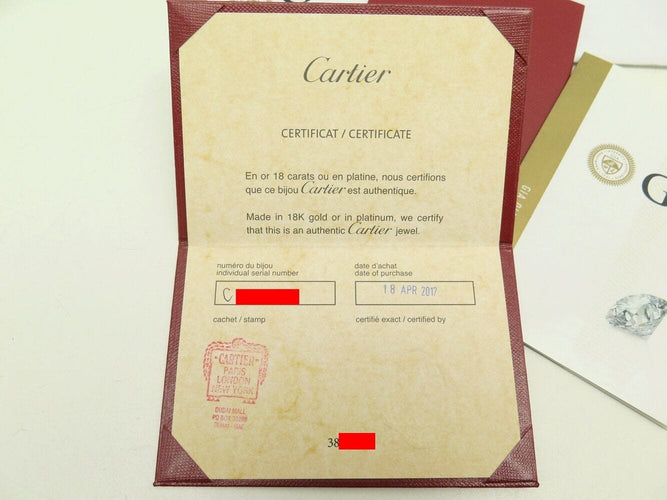 Cartier
CERTIFICAT / CERTIFICATE
En or 18 carats ou en platine, nous certifions
que ce bijou Cartier est authentique.
Made in 18K gold or in platinum, we certify
that this is an authentic Cartier jewel.
numéro du bijou
individual serial number
C
date d'achat
date of purchase
18 APR 2017
cachet / stamp
certifié exact / certified by
CARTIER
PARIS
LONDON
NEW YORK
DUBAI MALL
DUBAI - UAE
38
GIA
G